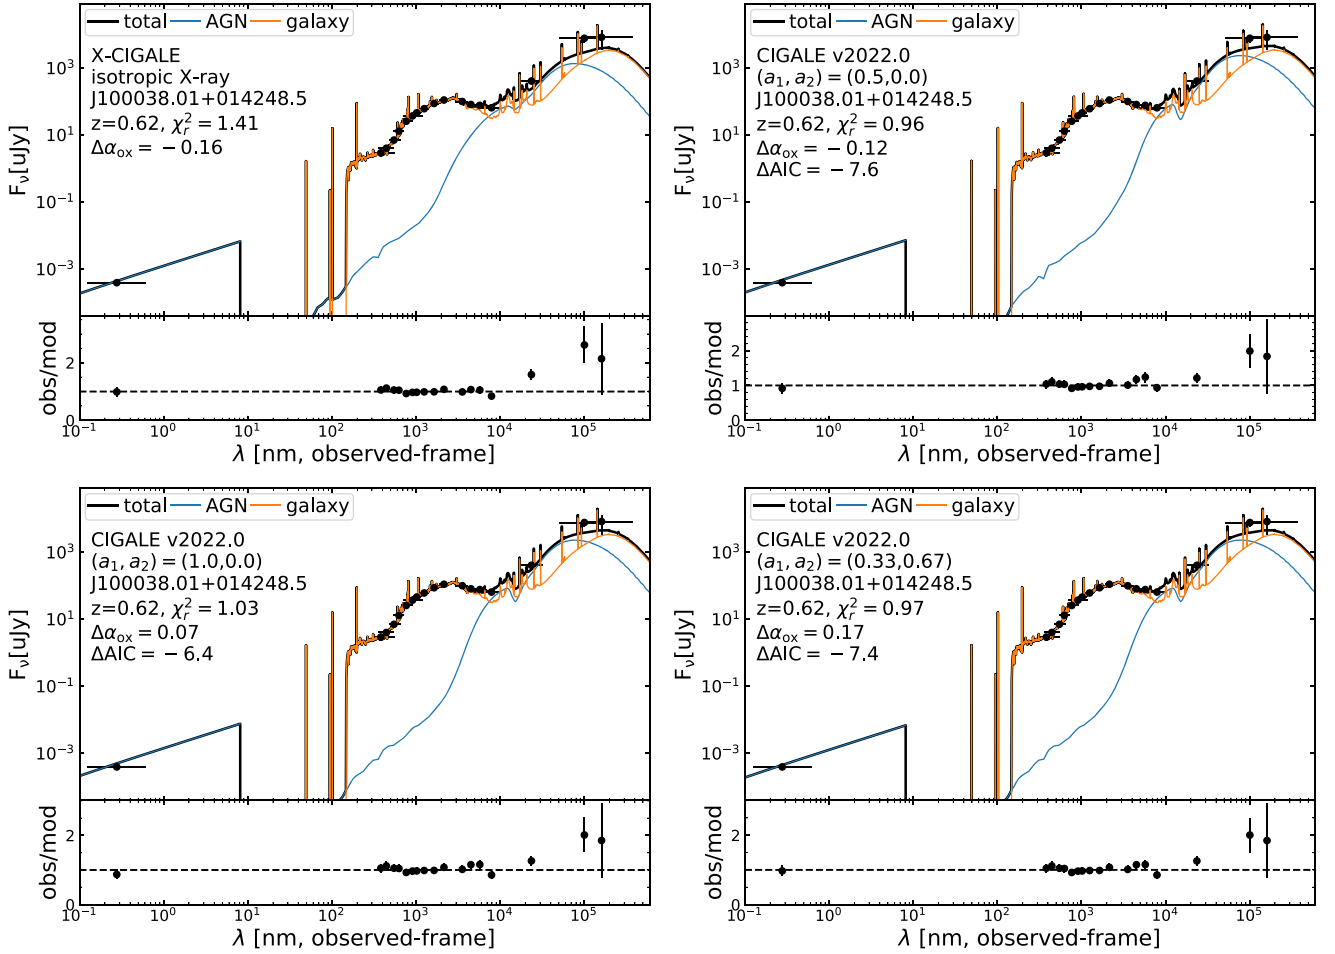 total AGN galaxy
X-CIGALE
isotropic X-ray
J100038.01+014248.5
z=0.62, χ²ᵣ = 1.41
Δαₒₓ = −0.16
10³
10¹
10⁻¹
10⁻³
Fᵥ[uJy]
2
0
obs/mod
10⁻¹ 10⁰ 10¹ 10² 10³ 10⁴ 10⁵
λ [nm, observed-frame]
total AGN galaxy
CIGALE v2022.0
(a₁, a₂) = (0.5,0.0)
J100038.01+014248.5
z=0.62, χ²ᵣ = 0.96
Δαₒₓ = −0.12
ΔAIC = −7.6
10³
10¹
10⁻¹
10⁻³
Fᵥ[uJy]
2
1
0
obs/mod
10⁻¹ 10⁰ 10¹ 10² 10³ 10⁴ 10⁵
λ [nm, observed-frame]
total AGN galaxy
CIGALE v2022.0
(a₁, a₂) = (1.0,0.0)
J100038.01+014248.5
z=0.62, χ²ᵣ = 1.03
Δαₒₓ = 0.07
ΔAIC = −6.4
10³
10¹
10⁻¹
10⁻³
Fᵥ[uJy]
2
0
obs/mod
10⁻¹ 10⁰ 10¹ 10² 10³ 10⁴ 10⁵
λ [nm, observed-frame]
total AGN galaxy
CIGALE v2022.0
(a₁, a₂) = (0.33,0.67)
J100038.01+014248.5
z=0.62, χ²ᵣ = 0.97
Δαₒₓ = 0.17
ΔAIC = −7.4
10³
10¹
10⁻¹
10⁻³
Fᵥ[uJy]
2
0
obs/mod
10⁻¹ 10⁰ 10¹ 10² 10³ 10⁴ 10⁵
λ [nm, observed-frame]